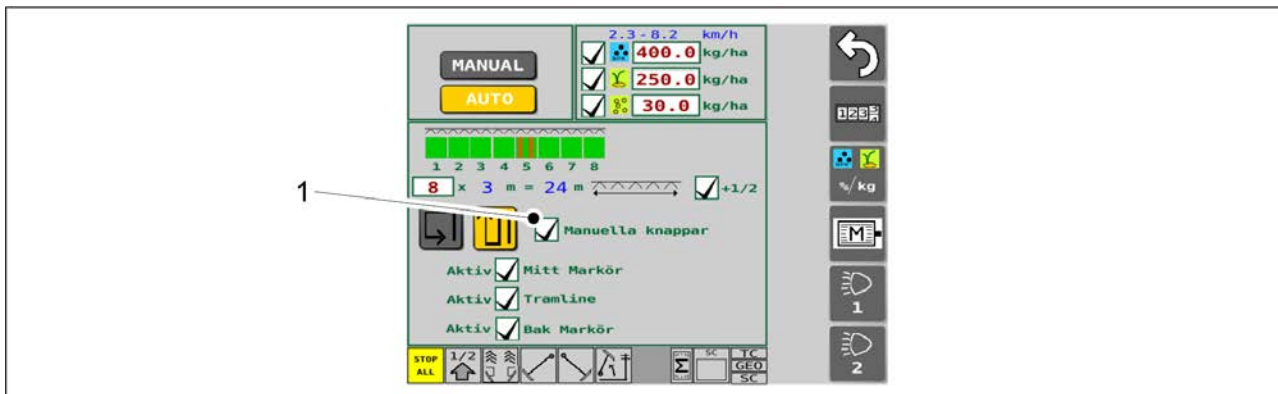 2.3-8.2 km/h
MANUAL
400.0 kg/ha
250.0 kg/ha
AUTO
30.0 kg/ha
1 2 3 4 5 6 7 8
8 x 3 m = 24 m +1/2
1
Manuella knappar
Aktiv Mitt Markör
Aktiv Tramline
Aktiv Bak Markör
STOP ALL
1/2
Σ
SC
TC
GEO
SC
%/kg
M
1
2